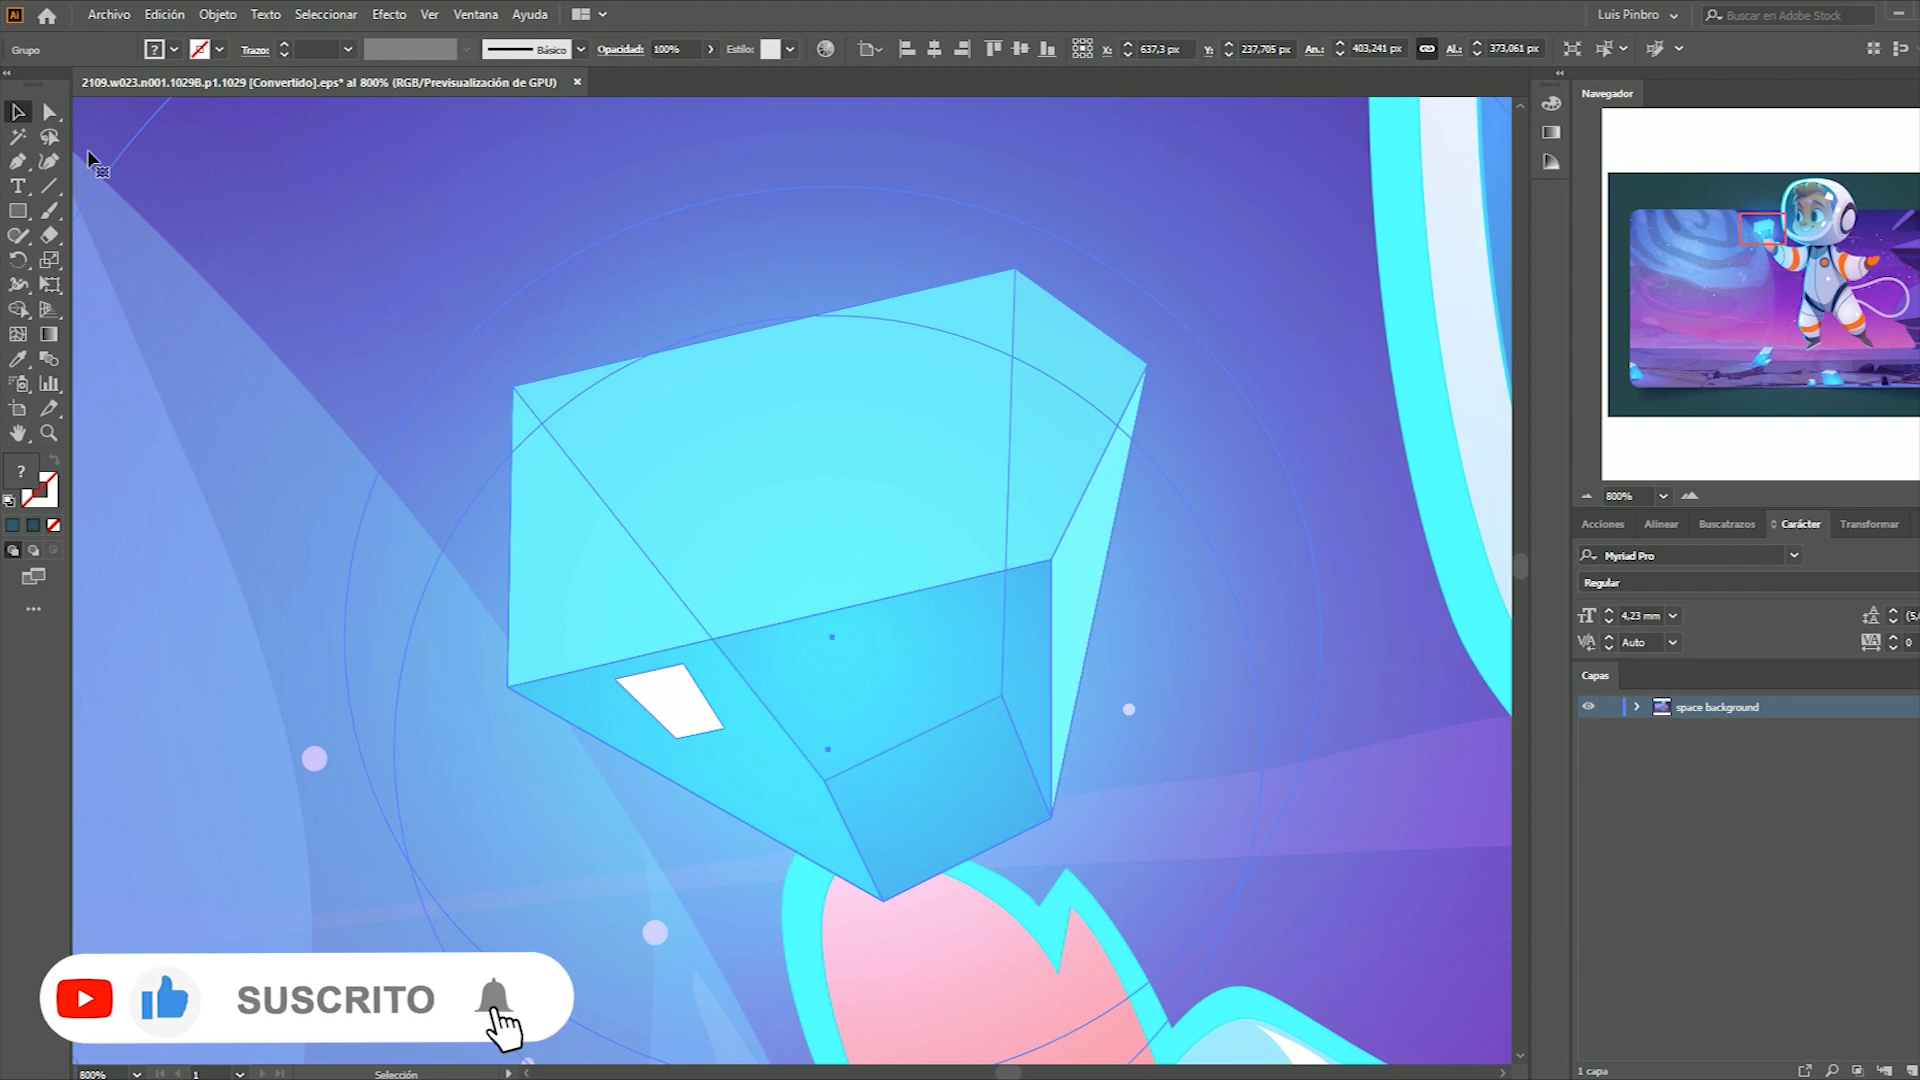 Ai Archivo Edición Objeto Texto Seleccionar Efecto Ver Ventana Ayuda Luis Pinbro Buscar en Adobe Stock
Grupo ? Trazo: Básico Opacidad: 100% Estilo: X: 637,3 px Y: 237,705 px An.: 403,241 px Al.: 373,061 px
2109.w023.n001.1029B.p1.1029 [Convertido].eps* al 800% (RGB/Previsualización de GPU) ×
Navegador
800%
Acciones Alinear Buscatrazos Carácter Transformar
Myriad Pro
Regular
4,23 mm (5,
Auto 0
Capas
space background
?
SUSCRITO
800% 1 Selección
1 capa